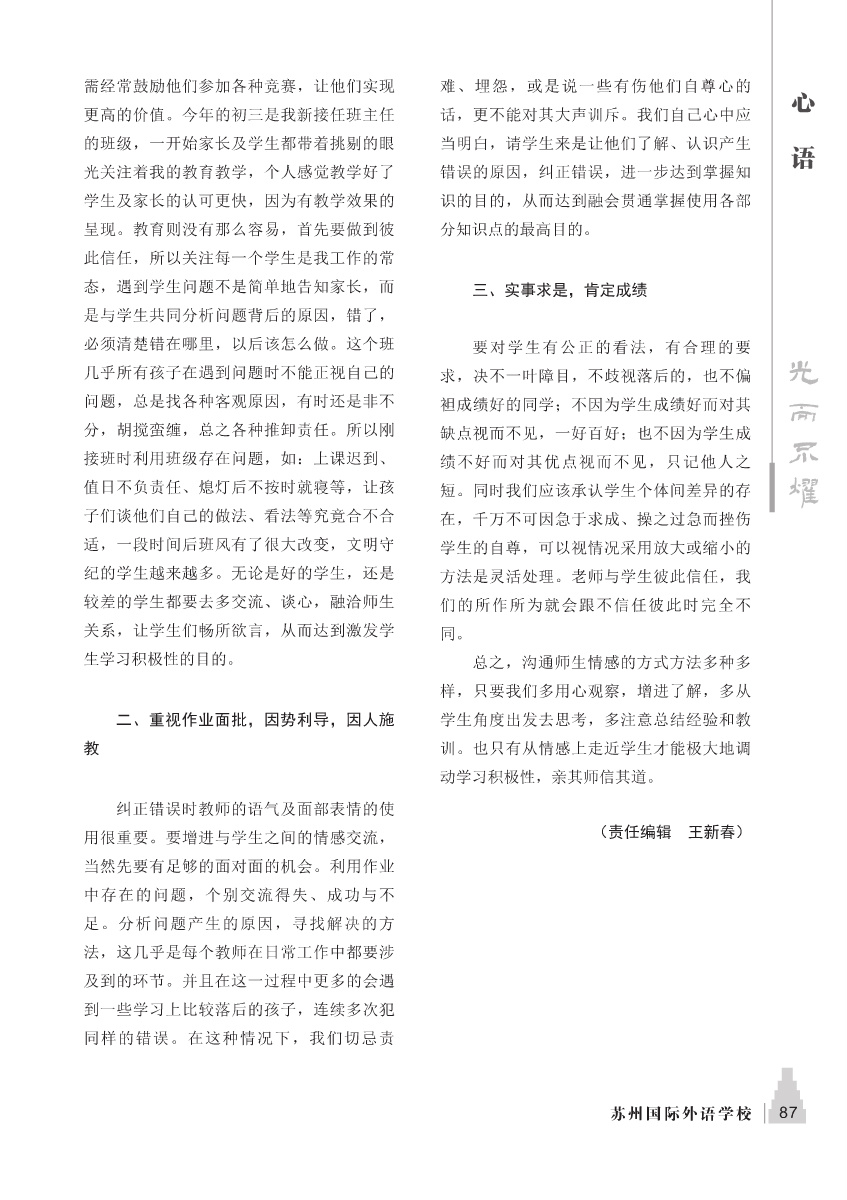 需经常鼓励他们参加各种竞赛，让他们实现
更高的价值。今年的初三是我新接任班主任
的班级，一开始家长及学生都带着挑剔的眼
光关注着我的教育教学，个人感觉教学好了
学生及家长的认可更快，因为有教学效果的
呈现。教育则没有那么容易，首先要做到彼
此信任，所以关注每一个学生是我工作的常
态，遇到学生问题不是简单地告知家长，而
是与学生共同分析问题背后的原因，错了，
必须清楚错在哪里，以后该怎么做。这个班
几乎所有孩子在遇到问题时不能正视自己的
问题，总是找各种客观原因，有时还是非不
分，胡搅蛮缠，总之各种推卸责任。所以刚
接班时利用班级存在问题，如：上课迟到、
值日不负责任、熄灯后不按时就寝等，让孩
子们谈他们自己的做法、看法等究竟合不合
适，一段时间后班风有了很大改变，文明守
纪的学生越来越多。无论是好的学生，还是
较差的学生都要去多交流、谈心，融洽师生
关系，让学生们畅所欲言，从而达到激发学
生学习积极性的目的。
二、重视作业面批，因势利导，因人施
教
纠正错误时教师的语气及面部表情的使
用很重要。要增进与学生之间的情感交流，
当然先要有足够的面对面的机会。利用作业
中存在的问题，个别交流得失、成功与不
足。分析问题产生的原因，寻找解决的方
法，这几乎是每个教师在日常工作中都要涉
及到的环节。并且在这一过程中更多的会遇
到一些学习上比较落后的孩子，连续多次犯
同样的错误。在这种情况下，我们切忌责
难、埋怨，或是说一些有伤他们自尊心的
话，更不能对其大声训斥。我们自己心中应
当明白，请学生来是让他们了解、认识产生
错误的原因，纠正错误，进一步达到掌握知
识的目的，从而达到融会贯通掌握使用各部
分知识点的最高目的。
三、实事求是，肯定成绩
要对学生有公正的看法，有合理的要
求，决不一叶障目，不歧视落后的，也不偏
袒成绩好的同学；不因为学生成绩好而对其
缺点视而不见，一好百好；也不因为学生成
绩不好而对其优点视而不见，只记他人之
短。同时我们应该承认学生个体间差异的存
在，千万不可因急于求成、操之过急而挫伤
学生的自尊，可以视情况采用放大或缩小的
方法是灵活处理。老师与学生彼此信任，我
们的所作所为就会跟不信任彼此时完全不
同。
总之，沟通师生情感的方式方法多种多
样，只要我们多用心观察，增进了解，多从
学生角度出发去思考，多注意总结经验和教
训。也只有从情感上走近学生才能极大地调
动学习积极性，亲其师信其道。
（责任编辑　王新春）
心语
光而不耀
苏州国际外语学校 87